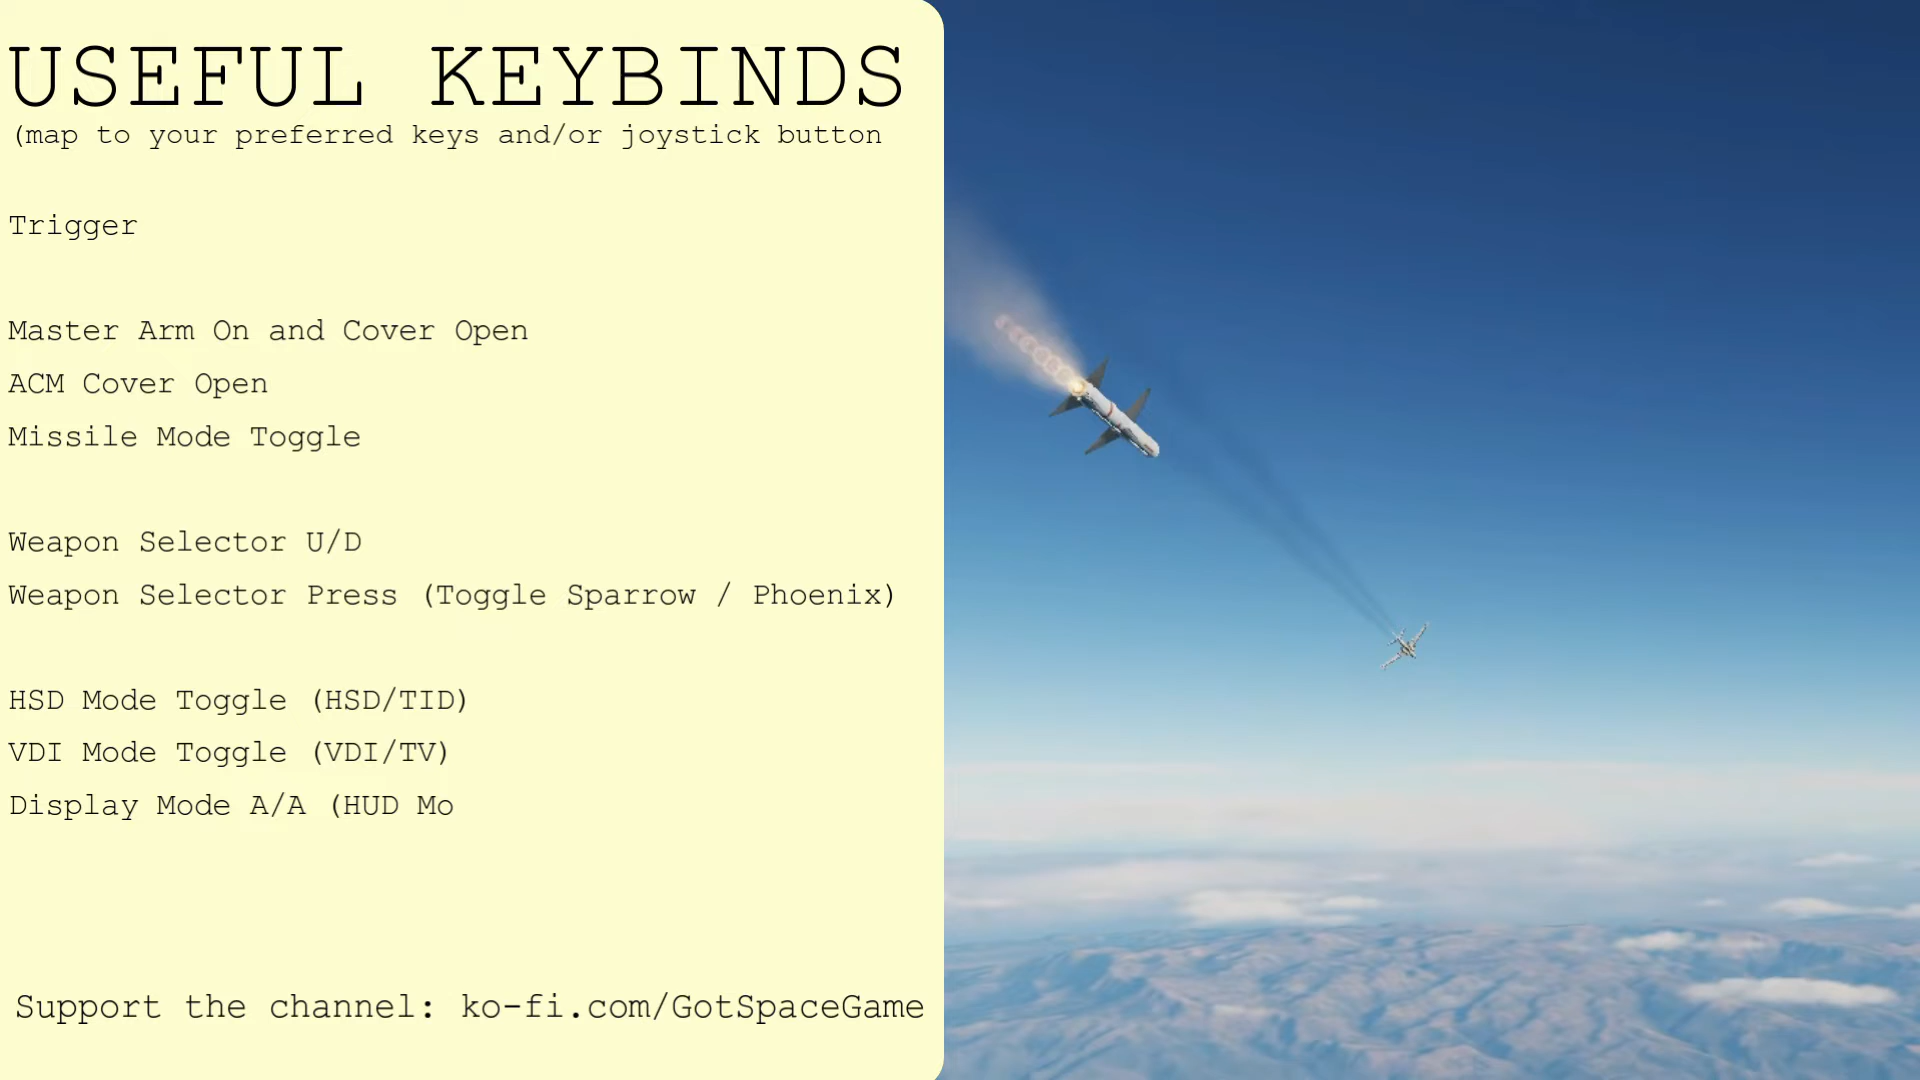 USEFUL KEYBINDS
(map to your preferred keys and/or joystick button
Trigger
Master Arm On and Cover Open
ACM Cover Open
Missile Mode Toggle
Weapon Selector U/D
Weapon Selector Press (Toggle Sparrow / Phoenix)
HSD Mode Toggle (HSD/TID)
VDI Mode Toggle (VDI/TV)
Display Mode A/A (HUD Mo
Support the channel: ko-fi.com/GotSpaceGame